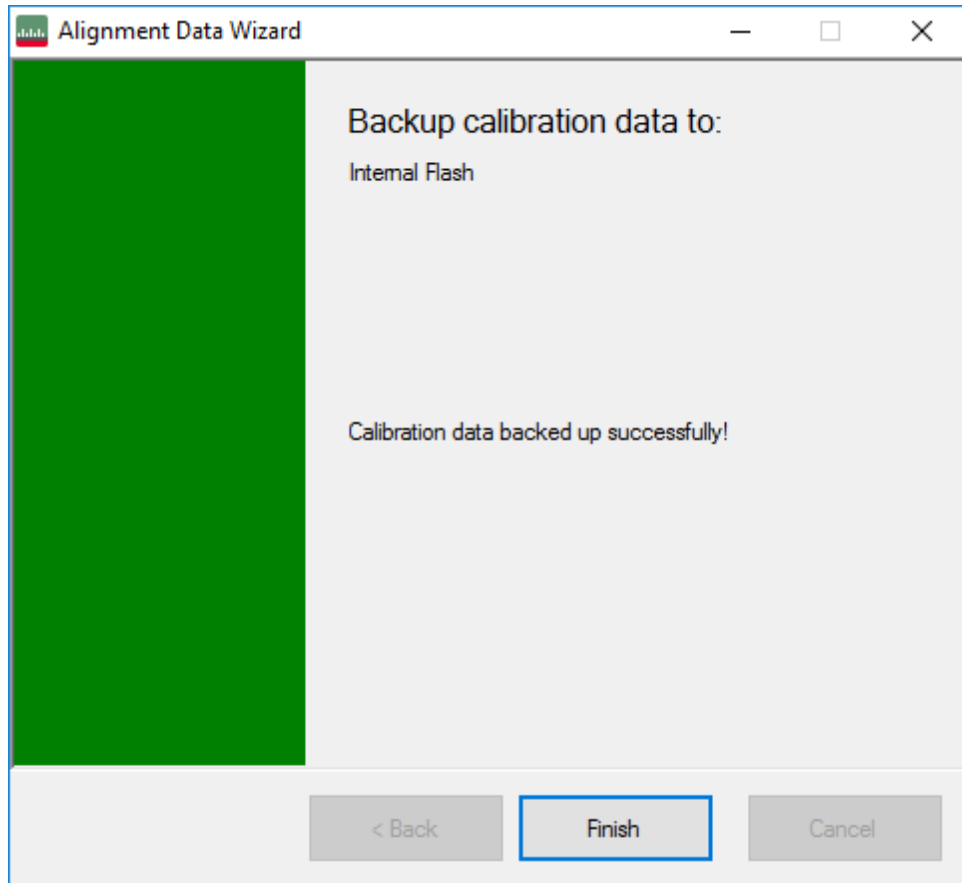 Alignment Data Wizard
Backup calibration data to:
Internal Flash
Calibration data backed up successfully!
< Back
Finish
Cancel